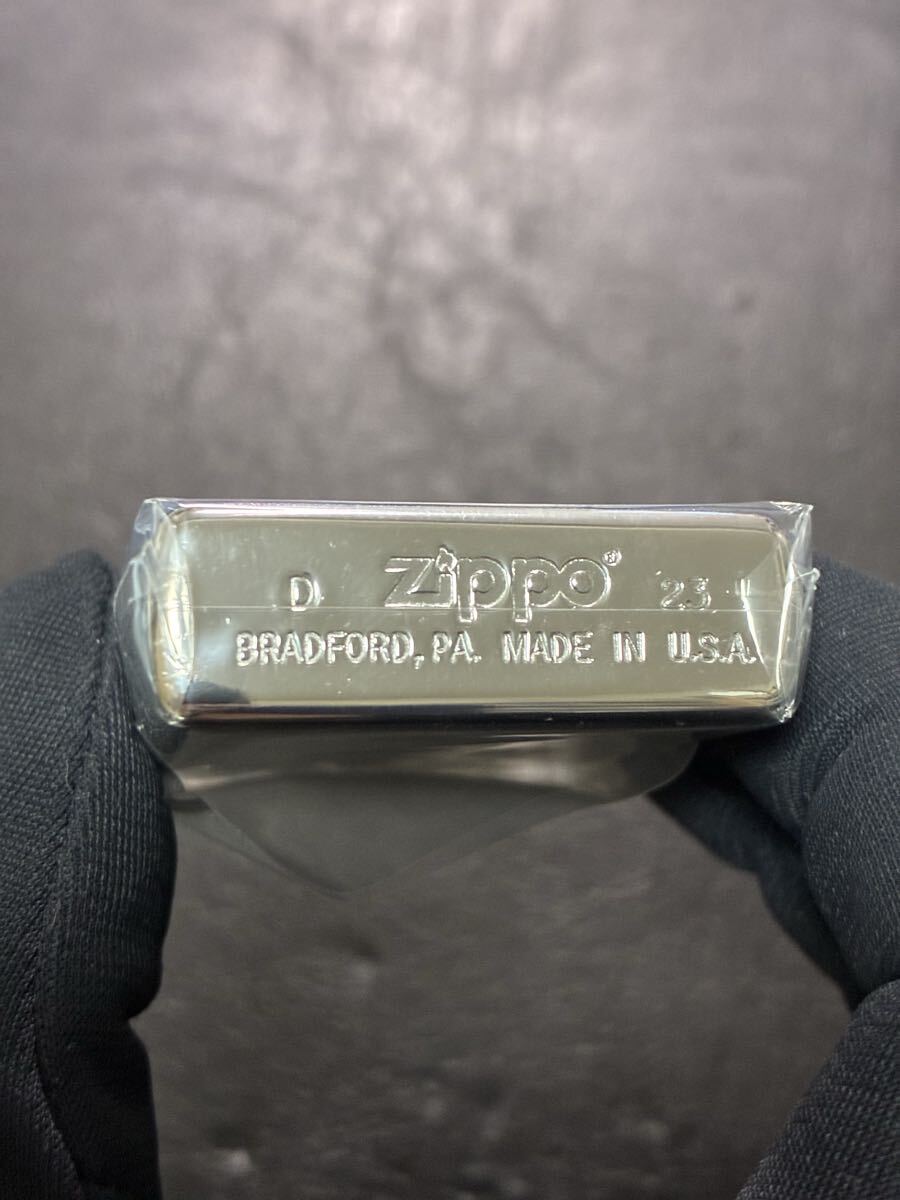 D Zippo® 23
BRADFORD, PA. MADE IN U.S.A.